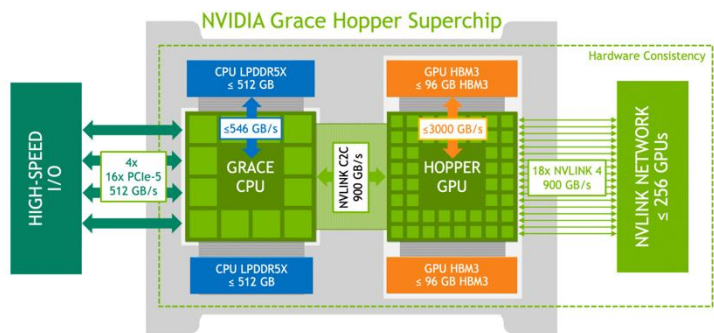 NVIDIA Grace Hopper Superchip
Hardware Consistency
CPU LPDDR5X
≤ 512 GB
GPU HBM3
≤ 96 GB HBM3
HIGH-SPEED
I/O
4x
16x PCIe-5
512 GB/s
≤546 GB/s
GRACE
CPU
NVLINK C2C
900 GB/s
≤3000 GB/s
HOPPER
GPU
18x NVLINK 4
900 GB/s
NVLINK NETWORK
≤ 256 GPUs
CPU LPDDR5X
≤ 512 GB
GPU HBM3
≤ 96 GB HBM3